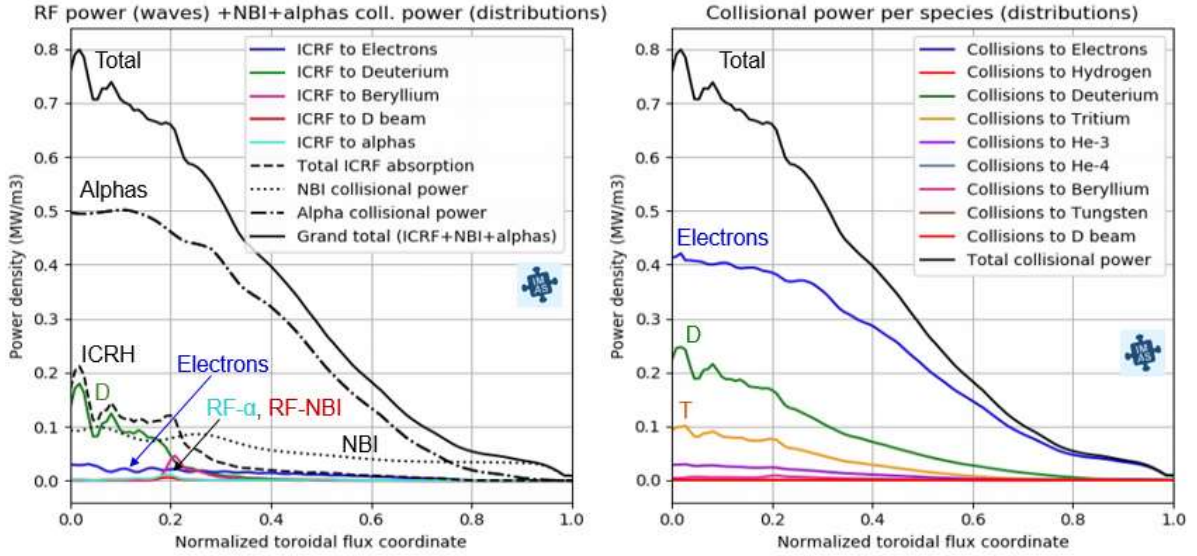 RF power (waves) +NBI+alphas coll. power (distributions)
Power density (MW/m3)
0.8
0.7
0.6
0.5
0.4
0.3
0.2
0.1
0.0
0.0 0.2 0.4 0.6 0.8 1.0
Normalized toroidal flux coordinate
ICRF to Electrons
ICRF to Deuterium
ICRF to Beryllium
ICRF to D beam
ICRF to alphas
Total ICRF absorption
NBI collisional power
Alpha collisional power
Grand total (ICRF+NBI+alphas)
Total
Alphas
ICRH
D
Electrons
RF-α, RF-NBI
NBI
IM
AS
Collisional power per species (distributions)
Power density (MW/m3)
0.8
0.7
0.6
0.5
0.4
0.3
0.2
0.1
0.0
0.0 0.2 0.4 0.6 0.8 1.0
Normalized toroidal flux coordinate
Collisions to Electrons
Collisions to Hydrogen
Collisions to Deuterium
Collisions to Tritium
Collisions to He-3
Collisions to He-4
Collisions to Beryllium
Collisions to Tungsten
Collisions to D beam
Total collisional power
Total
Electrons
D
T
IM
AS